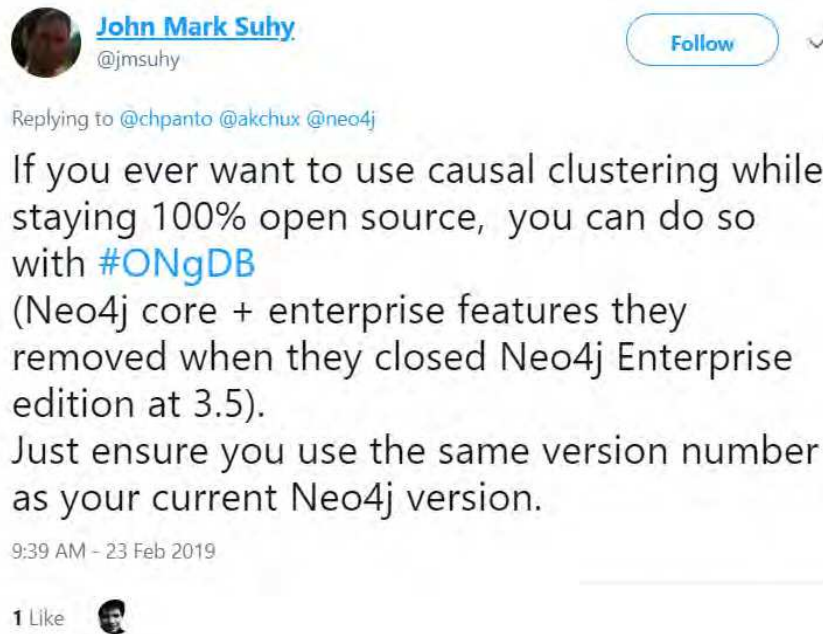 John Mark Suhy
@jmsuhy
Follow
Replying to @chpanto @akchux @neo4j
If you ever want to use causal clustering while
staying 100% open source, you can do so
with #ONgDB
(Neo4j core + enterprise features they
removed when they closed Neo4j Enterprise
edition at 3.5).
Just ensure you use the same version number
as your current Neo4j version.
9:39 AM - 23 Feb 2019
1 Like